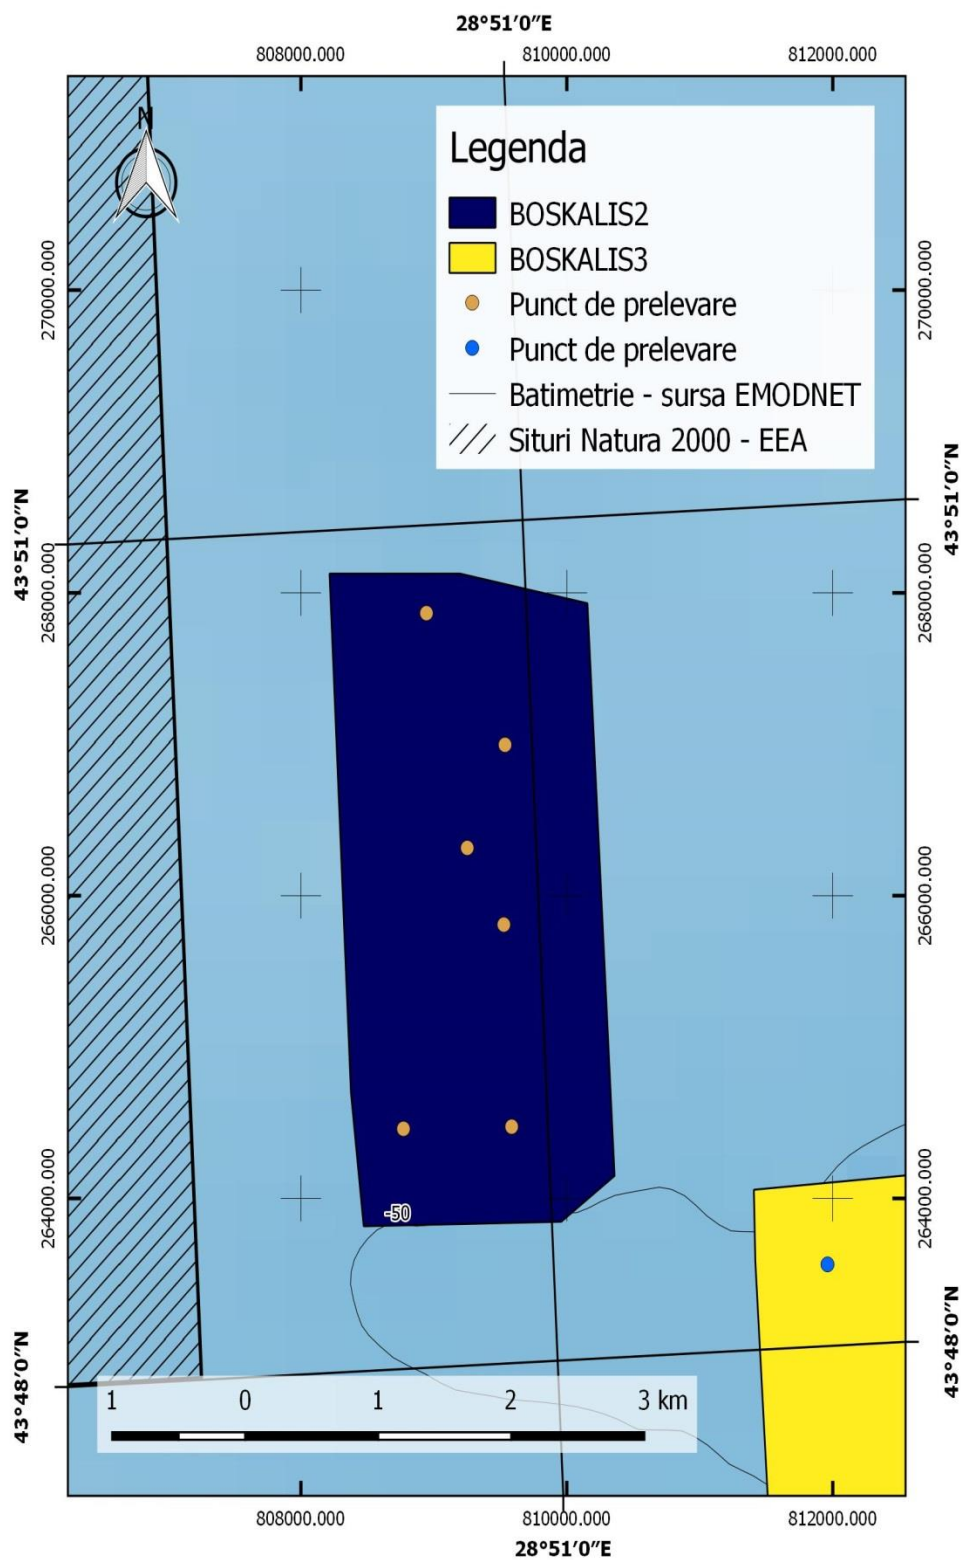 28°51′0″E
808000.000 810000.000 812000.000
N
Legenda
BOSKALIS2
BOSKALIS3
Punct de prelevare
Punct de prelevare
Batimetrie - sursa EMODNET
Situri Natura 2000 - EEA
270000.000 270000.000
43°51′0″N 43°51′0″N
268000.000 268000.000
266000.000 266000.000
264000.000 264000.000
-50
43°48′0″N 43°48′0″N
1 0 1 2 3 km
808000.000 810000.000 812000.000
28°51′0″E